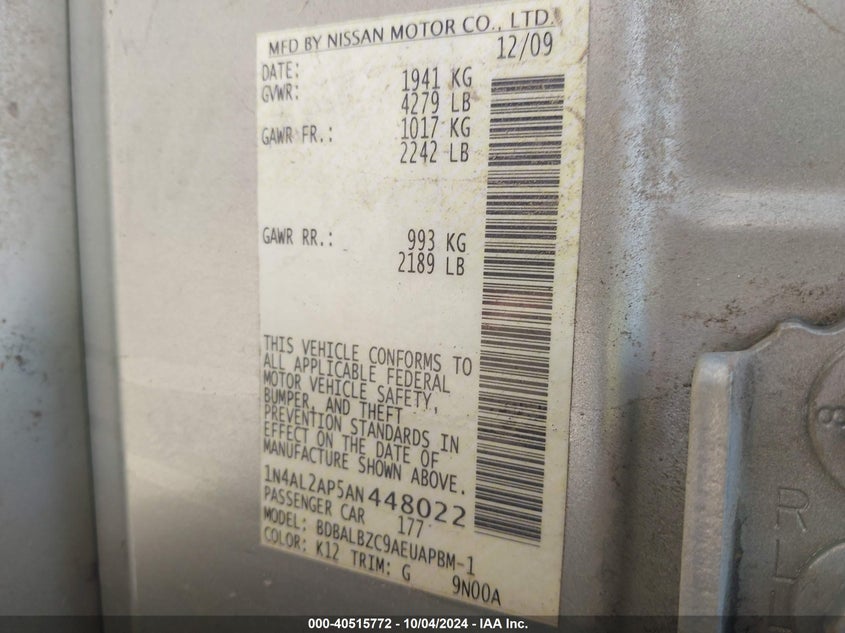 MFD BY NISSAN MOTOR CO., LTD.
DATE: 12/09
GVWR: 1941 KG
4279 LB
GAWR FR.: 1017 KG
2242 LB
GAWR RR.: 993 KG
2189 LB
THIS VEHICLE CONFORMS TO
ALL APPLICABLE FEDERAL
MOTOR VEHICLE SAFETY,
BUMPER, AND THEFT
PREVENTION STANDARDS IN
EFFECT ON THE DATE OF
MANUFACTURE SHOWN ABOVE.
1N4AL2AP5AN448022
PASSENGER CAR 177
MODEL: BDBALBZC9AEUAPBM-1
COLOR: K12 TRIM: G 9N00A
R
L
000-40515772 - 10/04/2024 - IAA Inc.